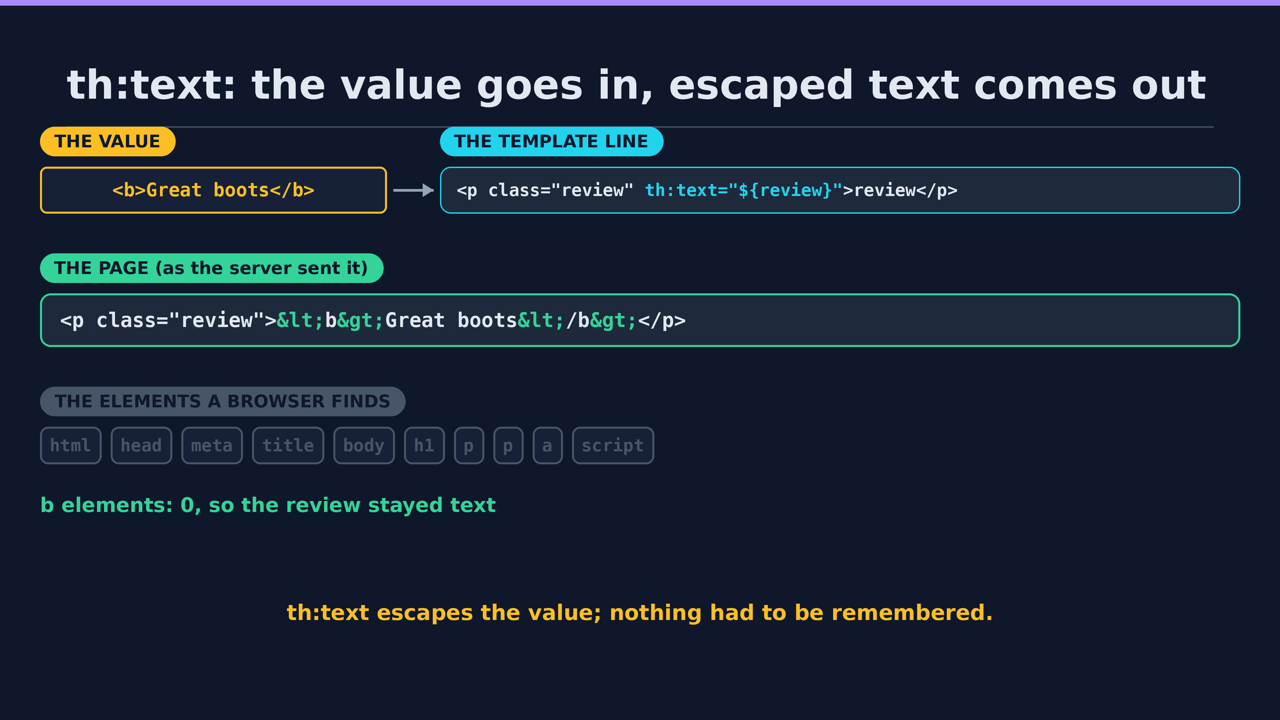 th:text: the value goes in, escaped text comes out
THE VALUE
THE TEMPLATE LINE
<b>Great boots</b>
<p class="review" th:text="${review}">review</p>
THE PAGE (as the server sent it)
<p class="review">&lt;b&gt;Great boots&lt;/b&gt;</p>
THE ELEMENTS A BROWSER FINDS
html head meta title body h1 p p a script
b elements: 0, so the review stayed text
th:text escapes the value; nothing had to be remembered.